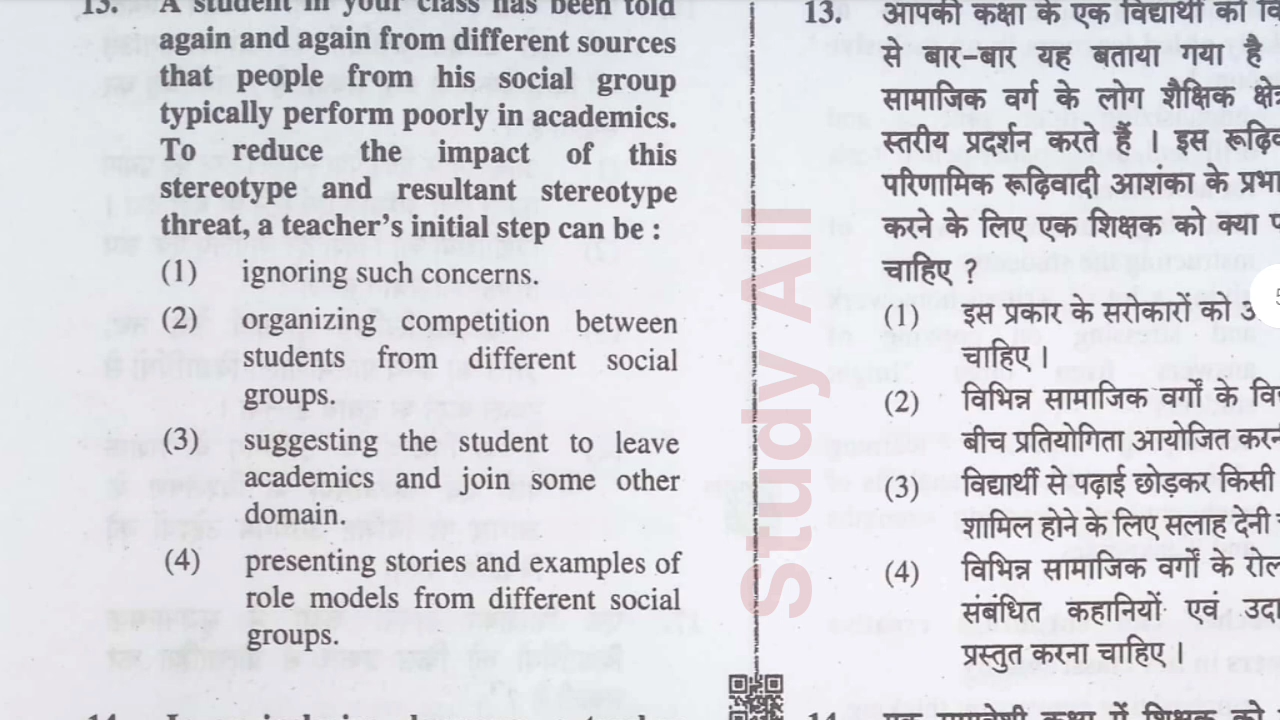 13. A student in your class has been told
again and again from different sources
that people from his social group
typically perform poorly in academics.
To reduce the impact of this
stereotype and resultant stereotype
threat, a teacher's initial step can be :
(1) ignoring such concerns.
(2) organizing competition between
students from different social
groups.
(3) suggesting the student to leave
academics and join some other
domain.
(4) presenting stories and examples of
role models from different social
groups.
Study All
13. आपकी कक्षा के एक विद्यार्थी को
से बार-बार यह बताया गया है
सामाजिक वर्ग के लोग शैक्षिक
स्तरीय प्रदर्शन करते हैं । इस
परिणामिक रूढ़िवादी आशंका के
करने के लिए एक शिक्षक को क्या
चाहिए ?
(1) इस प्रकार के सरोकारों को
चाहिए ।
(2) विभिन्न सामाजिक वर्गों के
बीच प्रतियोगिता आयोजित
(3) विद्यार्थी से पढ़ाई छोड़कर किसी
शामिल होने के लिए सलाह देनी
(4) विभिन्न सामाजिक वर्गों के
संबंधित कहानियों एवं
प्रस्तुत करना चाहिए ।